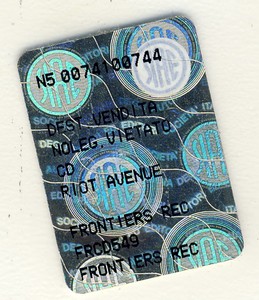 N5 0074100744
DEST.VENDITA
NOLEG.VIETATO
CD
RIOT AVENUE
FRONTIERS REC
FRCD549
FRONTIERS REC